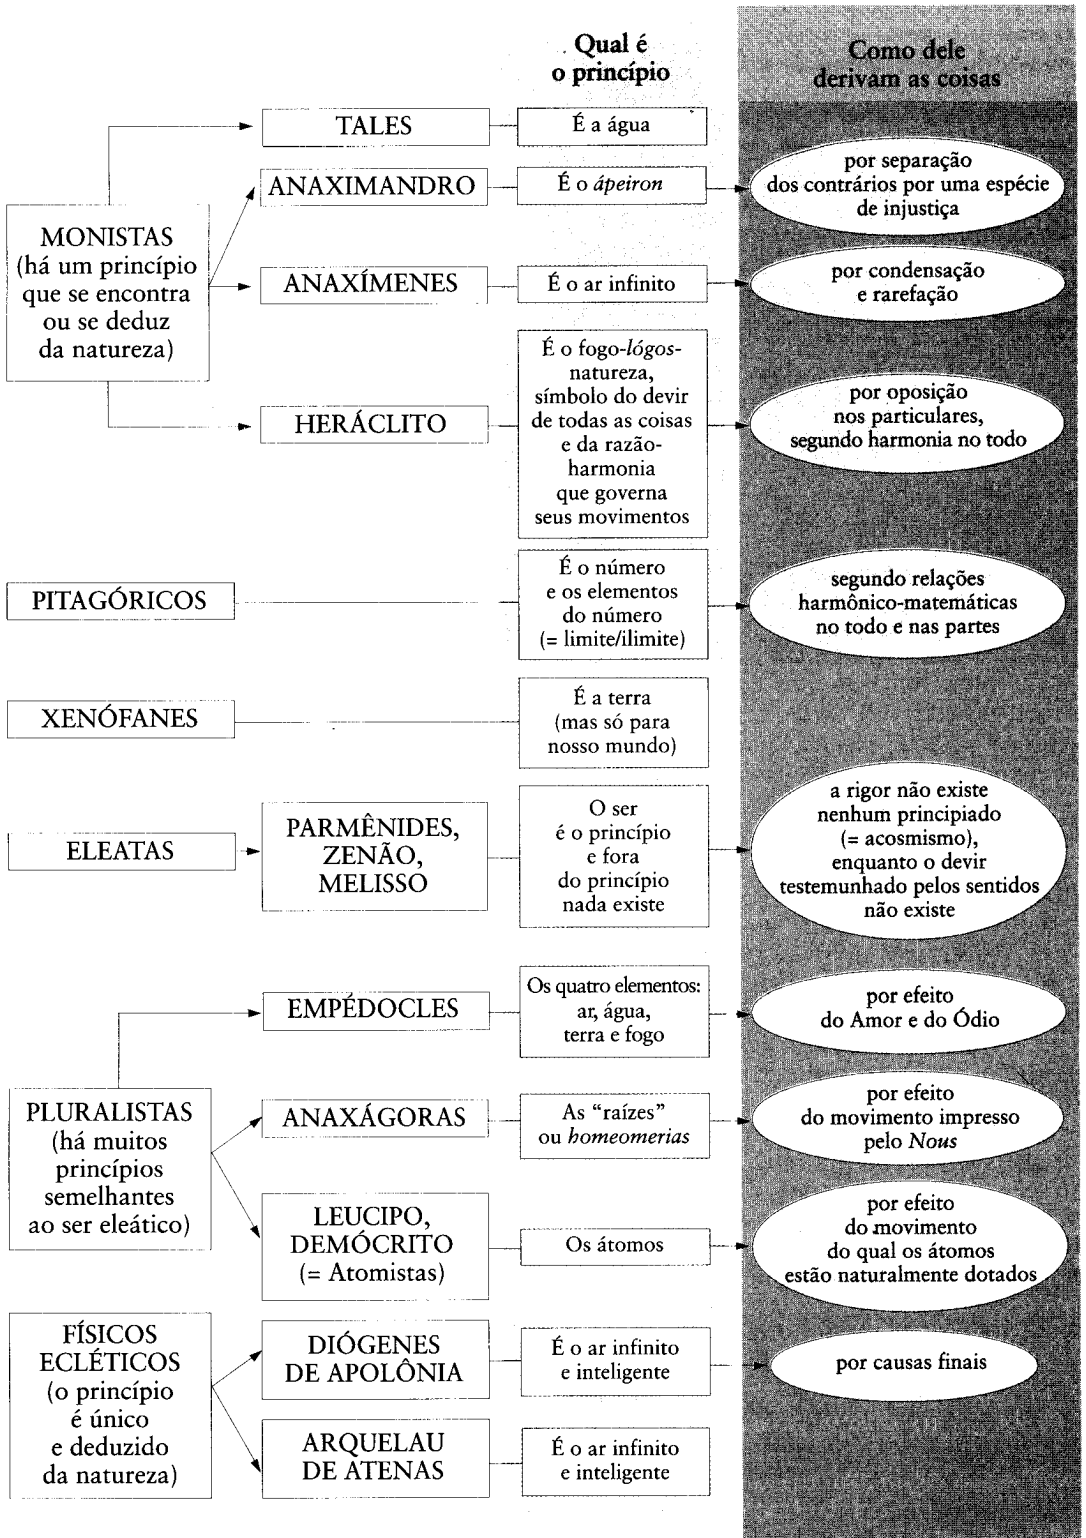 Qual é
o princípio
Como dele
derivam as coisas
MONISTAS
(há um princípio
que se encontra
ou se deduz
da natureza)
TALES
É a água
ANAXIMANDRO
É o ápeiron
por separação
dos contrários por uma espécie
de injustiça
ANAXÍMENES
É o ar infinito
por condensação
e rarefação
HERÁCLITO
É o fogo-lógos-
natureza,
símbolo do devir
de todas as coisas
e da razão-
harmonia
que governa
seus movimentos
por oposição
nos particulares,
segundo harmonia no todo
PITAGÓRICOS
É o número
e os elementos
do número
(= limite/ilimite)
segundo relações
harmônico-matemáticas
no todo e nas partes
XENÓFANES
É a terra
(mas só para
nosso mundo)
ELEATAS
PARMÊNIDES,
ZENÃO,
MELISSO
O ser
é o princípio
e fora
do princípio
nada existe
a rigor não existe
nenhum principiado
(= acosmismo),
enquanto o devir
testemunhado pelos sentidos
não existe
PLURALISTAS
(há muitos
princípios
semelhantes
ao ser eleático)
EMPÉDOCLES
Os quatro elementos:
ar, água,
terra e fogo
por efeito
do Amor e do Ódio
ANAXÁGORAS
As “raízes”
ou homeomerias
por efeito
do movimento impresso
pelo Nous
LEUCIPO,
DEMÓCRITO
(= Atomistas)
Os átomos
por efeito
do movimento
do qual os átomos
estão naturalmente dotados
FÍSICOS
ECLÉTICOS
(o princípio
é único
e deduzido
da natureza)
DIÓGENES
DE APOLÔNIA
É o ar infinito
e inteligente
por causas finais
ARQUELAU
DE ATENAS
É o ar infinito
e inteligente